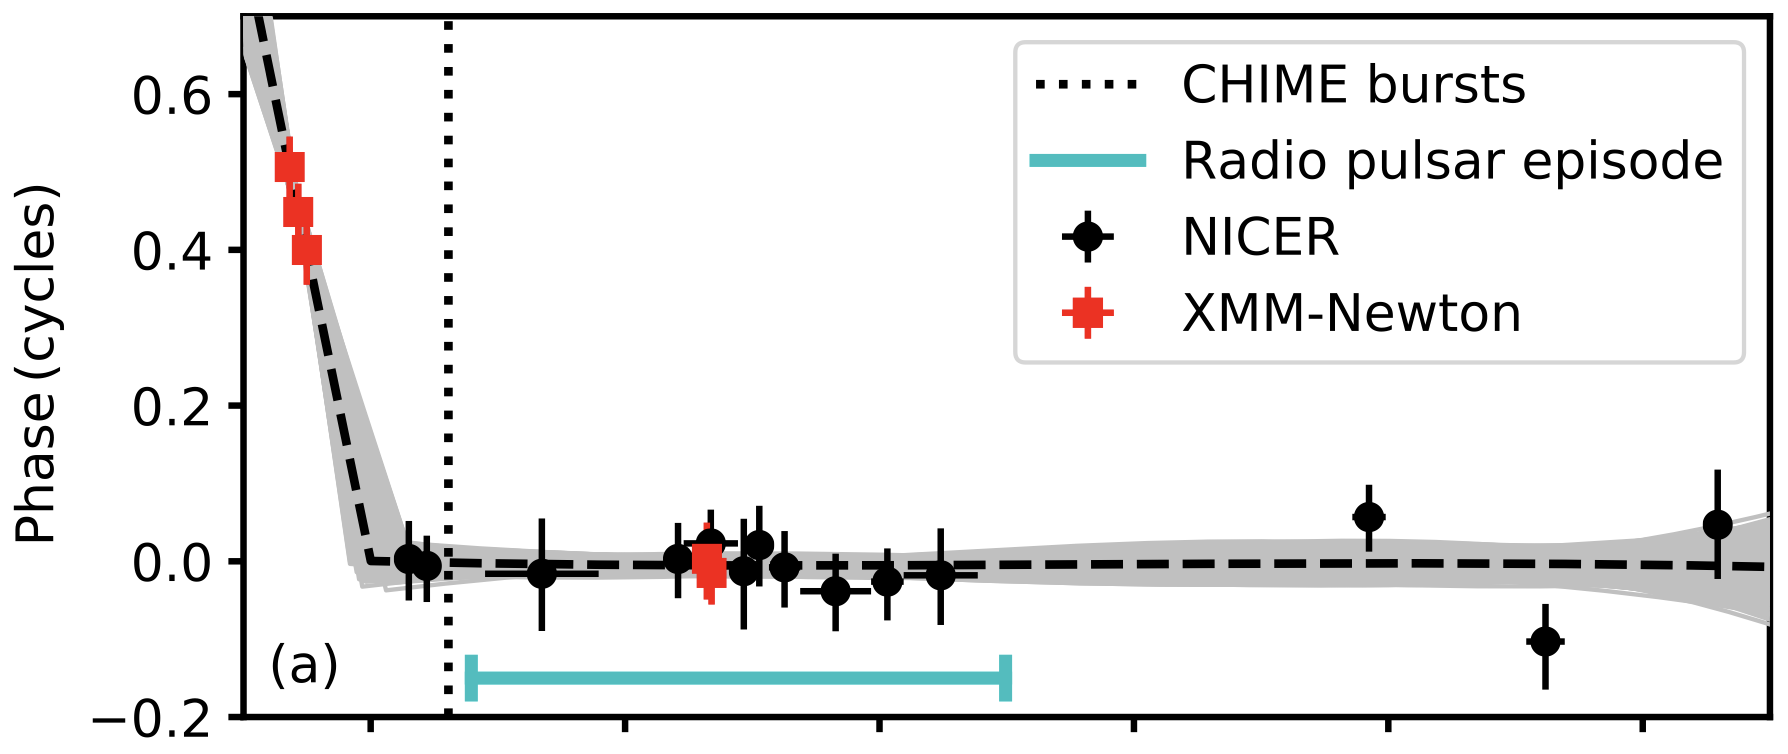 Phase (cycles)
0.6
0.4
0.2
0.0
−0.2
(a)
CHIME bursts
Radio pulsar episode
NICER
XMM-Newton